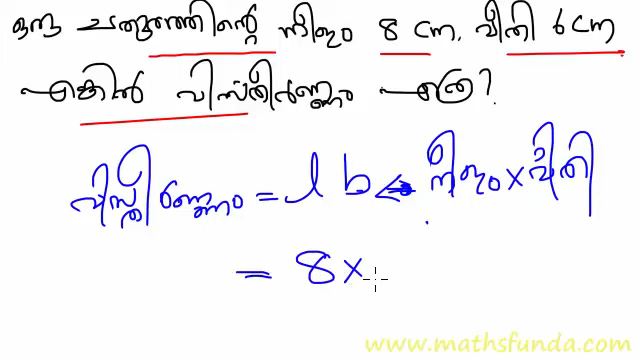 ഒരു ചതുരത്തിന്റെ നീളം 8 cm. വീതി 6 cm
എങ്കിൽ വിസ്തീർണ്ണം എത്ര?
വിസ്തീർണ്ണം = l b നീളം x വീതി
= 8 x
www.mathsfunda.com